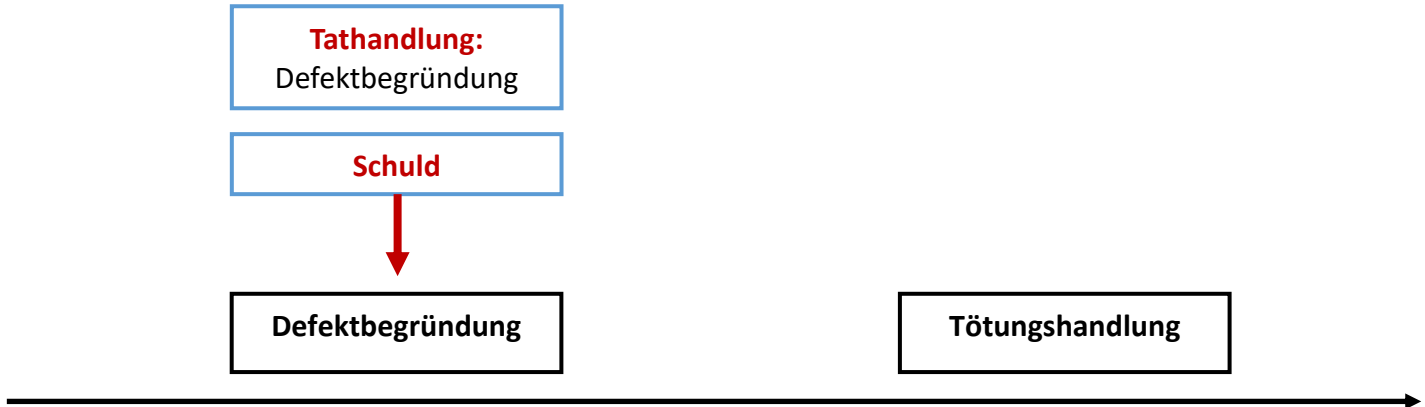 Tathandlung:
Defektbegründung
Schuld
Defektbegründung
Tötungshandlung